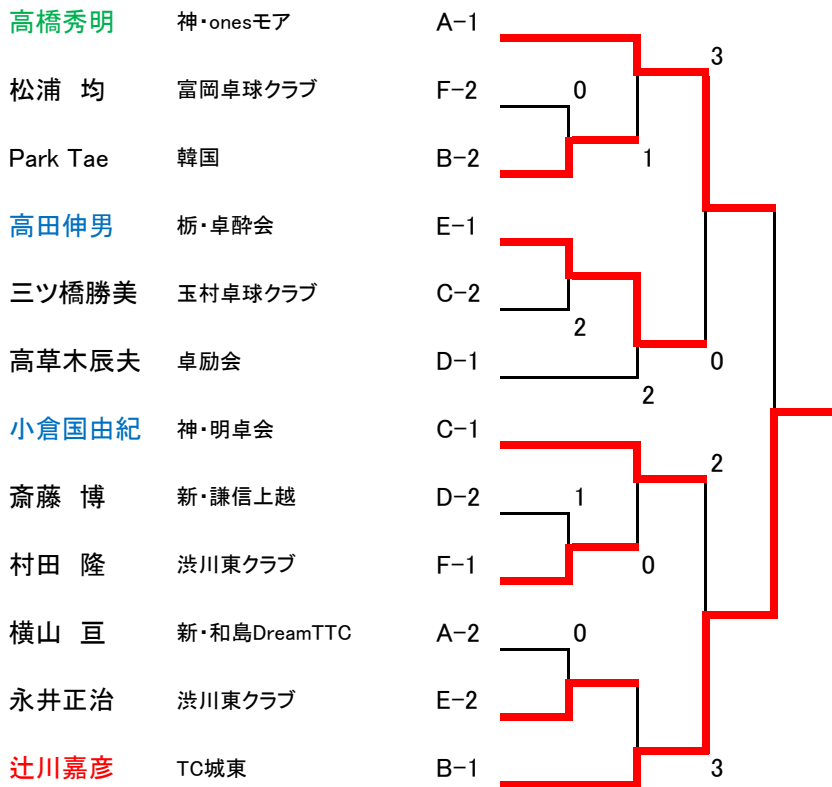 高橋秀明 神・onesモア A-1
3
松浦 均 富岡卓球クラブ F-2 0
Park Tae 韓国 B-2 1
高田伸男 栃・卓酔会 E-1
三ツ橋勝美 玉村卓球クラブ C-2
2
高草木辰夫 卓励会 D-1 0
2
小倉国由紀 神・明卓会 C-1
2
斎藤 博 新・謙信上越 D-2 1
村田 隆 渋川東クラブ F-1 0
横山 亘 新・和島DreamTTC A-2 0
永井正治 渋川東クラブ E-2
辻川嘉彦 TC城東 B-1 3